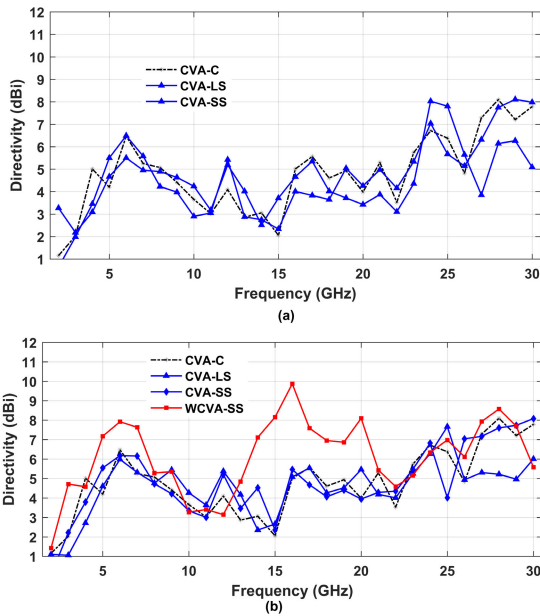 12
11
10
9
8
7
6
5
4
3
2
1
Directivity (dBi)
CVA-C
CVA-LS
CVA-SS
5
10
15
20
25
30
Frequency (GHz)
(a)
12
11
10
9
8
7
6
5
4
3
2
1
Directivity (dBi)
CVA-C
CVA-LS
CVA-SS
WCVA-SS
5
10
15
20
25
30
Frequency (GHz)
(b)